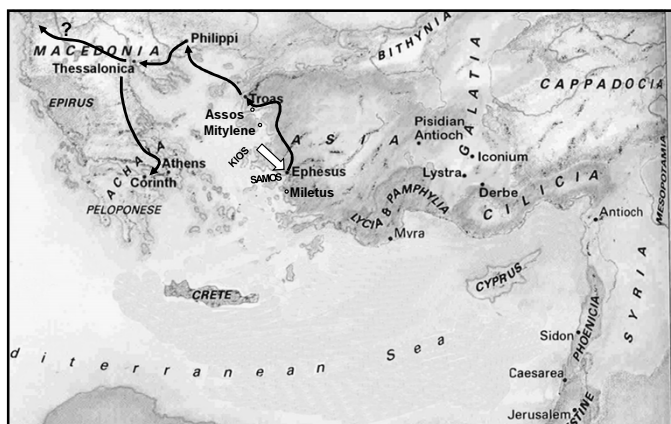 ?
MACEDONIA
Philippi
BITHYNIA
Thessalonica
GALATIA
CAPPADOCIA
EPIRUS
Troas
Assos
Mitylene
ASIA
Pisidian
Antioch
MESOPOTAMIA
KIOS
Iconium
ACHAIA
Athens
Ephesus
Lystra
SAMOS
Corinth
Miletus
Derbe
CILICIA
PELOPONESE
LYCIA & PAMPHYLIA
Antioch
Myra
CYPRUS
CRETE
SYRIA
PHOENICIA
Sidon
diterranean Sea
Caesarea
Jerusalem
STINE